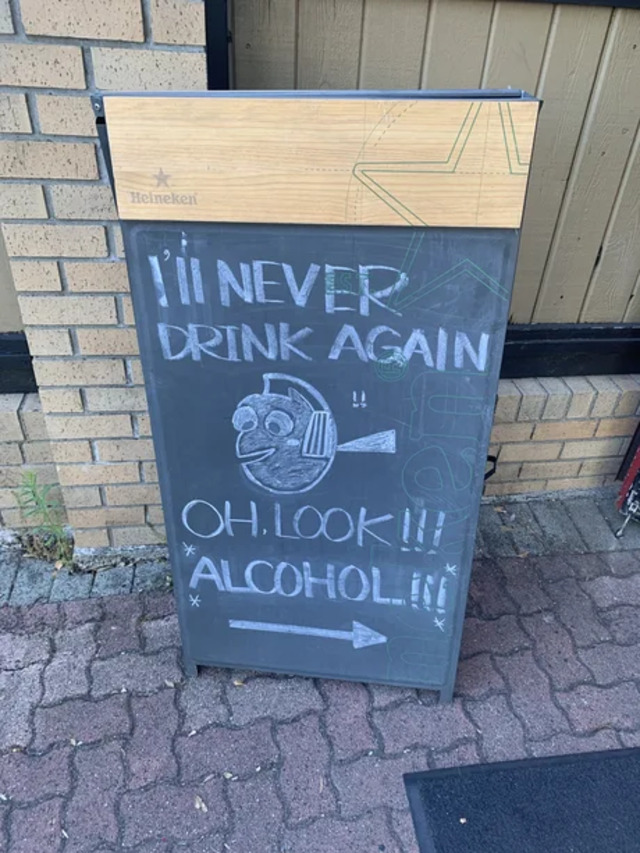 Heineken
I'll NEVER
DRINK AGAIN
!!
OH, LOOK!!!
* ALCOHOL!!! *